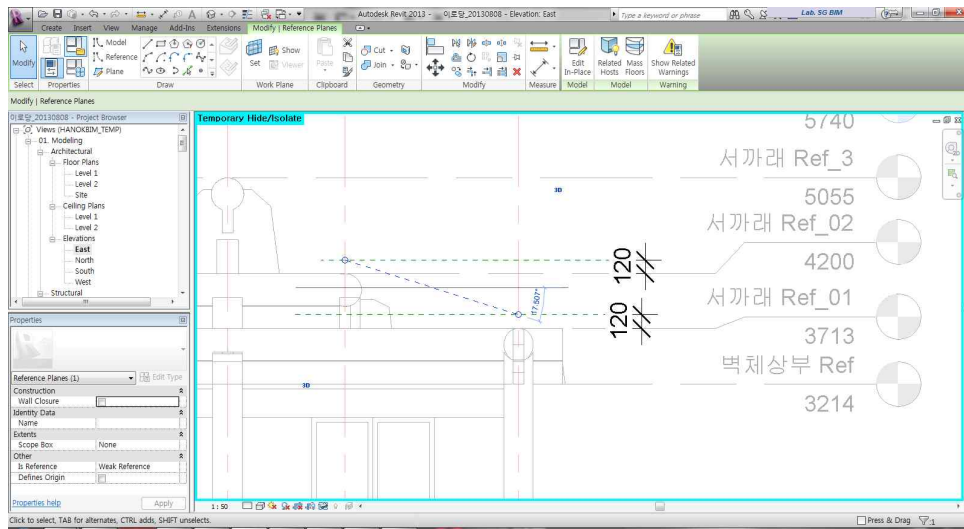 Autodesk Revit 2013 - 이로당_20130808 - Elevation: East
Type a keyword or phrase
Lab. SG BIM
Create Insert View Manage Add-Ins Extensions Modify | Reference Planes
Modify
Model
Reference
Plane
Set
Show
Viewer
Paste
Cut
Join
Edit In-Place
Related Hosts
Mass Floors
Show Related Warnings
Select Properties Draw Work Plane Clipboard Geometry Modify Measure Model Model Warning
Modify | Reference Planes
이로당_20130808 - Project Browser
Views (HANOKBIM_TEMP)
01. Modeling
Architectural
Floor Plans
Level 1
Level 2
Site
Ceiling Plans
Level 1
Level 2
Elevations
East
North
South
West
Structural
Properties
Reference Planes (1)
Edit Type
Construction
Wall Closure
Identity Data
Name
Extents
Scope Box None
Other
Is Reference Weak Reference
Defines Origin
Properties help
Apply
Temporary Hide/Isolate
5740
서까래 Ref_3
3D
5055
서까래 Ref_02
120
4200
17.507°
서까래 Ref_01
120
3713
벽체상부 Ref
3D
3214
1 : 50
Click to select, TAB for alternates, CTRL adds, SHIFT unselects.
Press & Drag
:1